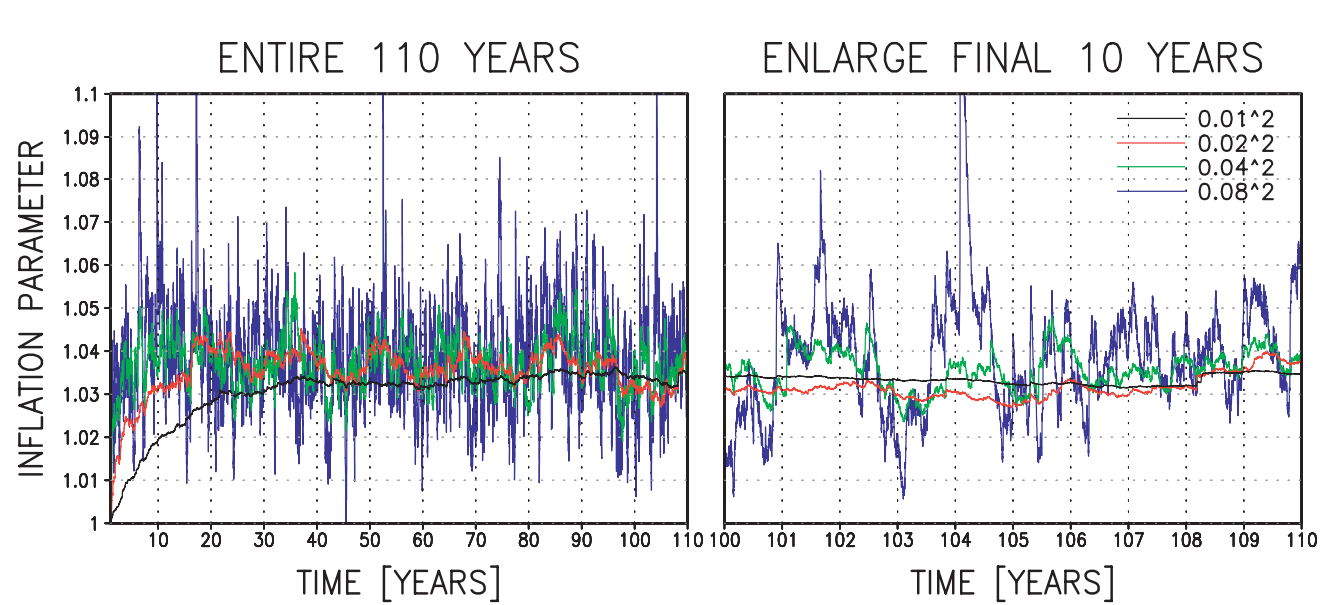 ENTIRE 110 YEARS
ENLARGE FINAL 10 YEARS
INFLATION PARAMETER
1.1
1.09
1.08
1.07
1.06
1.05
1.04
1.03
1.02
1.01
1
10 20 30 40 50 60 70 80 90 100 110
TIME [YEARS]
0.01^2
0.02^2
0.04^2
0.08^2
100 101 102 103 104 105 106 107 108 109 110
TIME [YEARS]